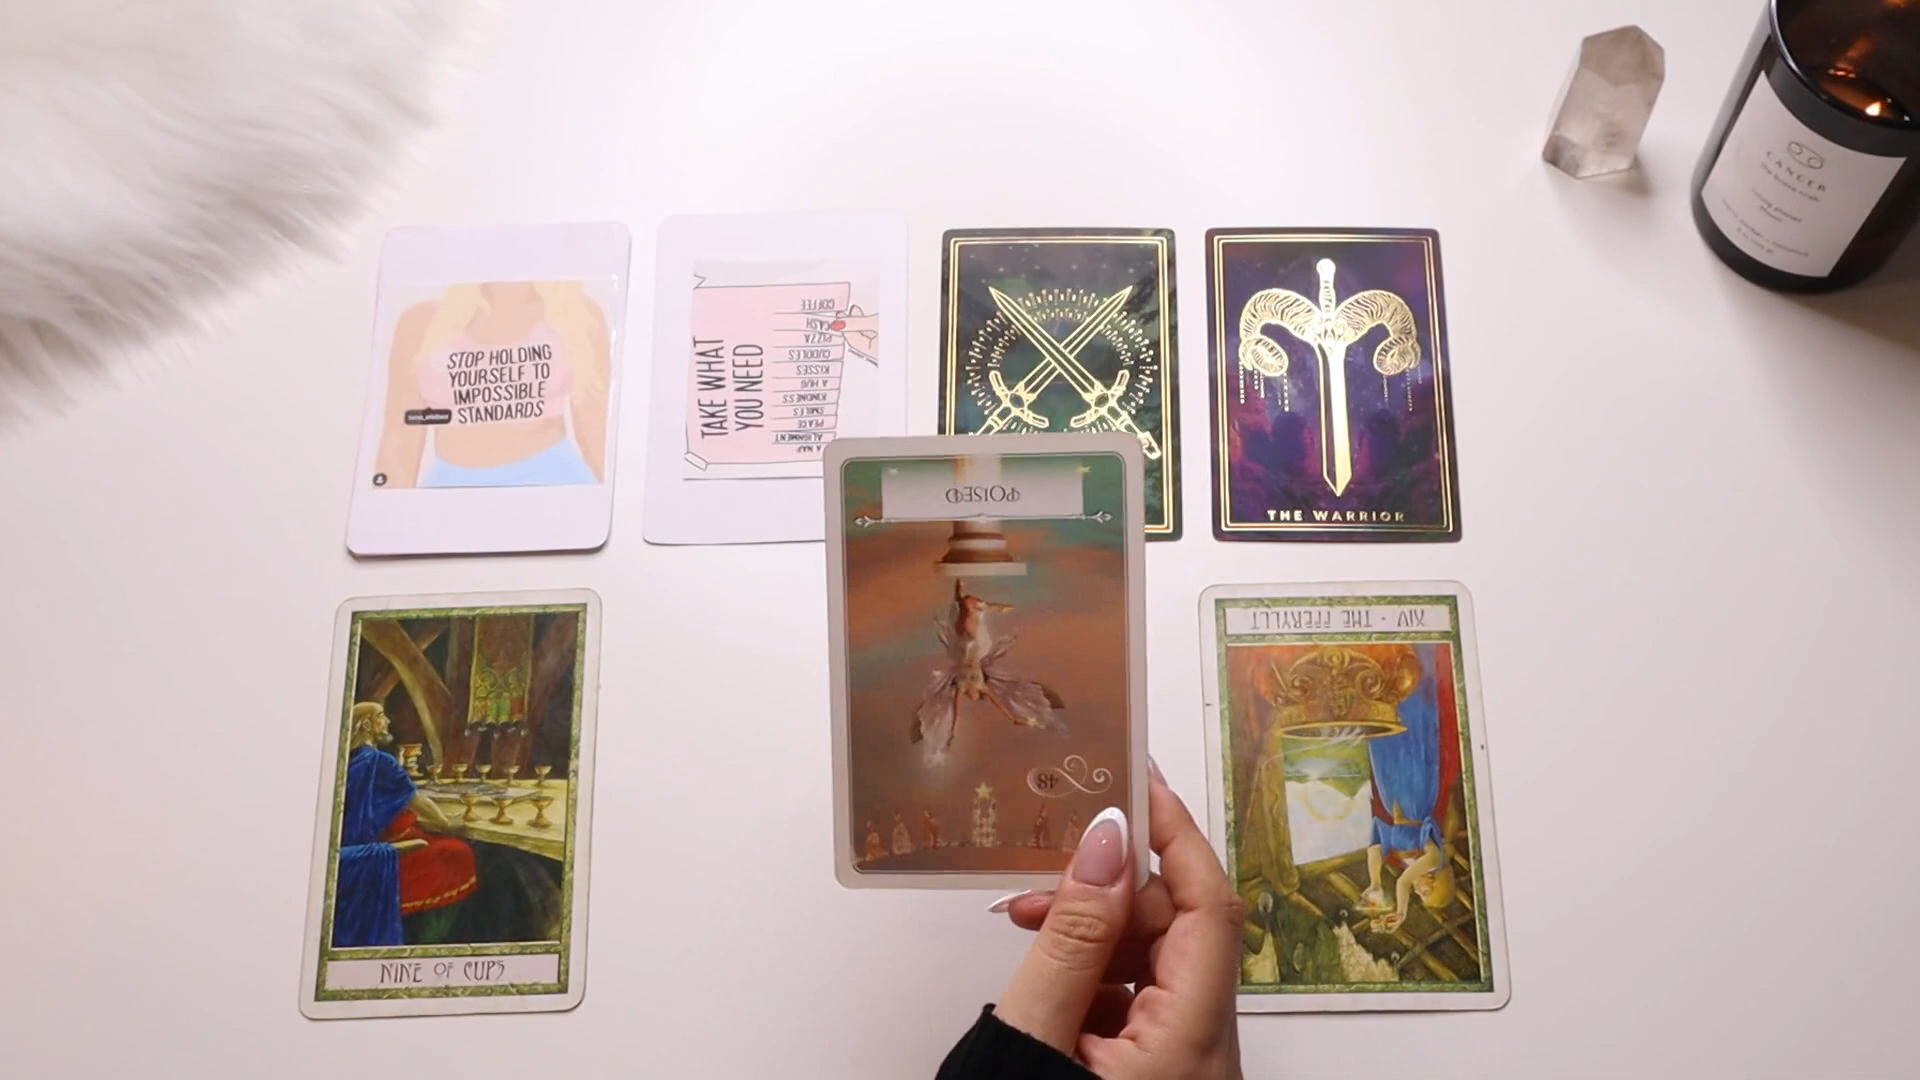 CANCER
STOP HOLDING
YOURSELF TO
IMPOSSIBLE
STANDARDS
TAKE WHAT
YOU NEED
COFFEE
CASH
PIZZA
CUDDLES
KISSES
A HUG
KINDNESS
SMILES
PEACE
ALIGNMENT
A NAP
POISED
48
THE WARRIOR
NINE OF CUPS
XIV • THE FFERYLLT